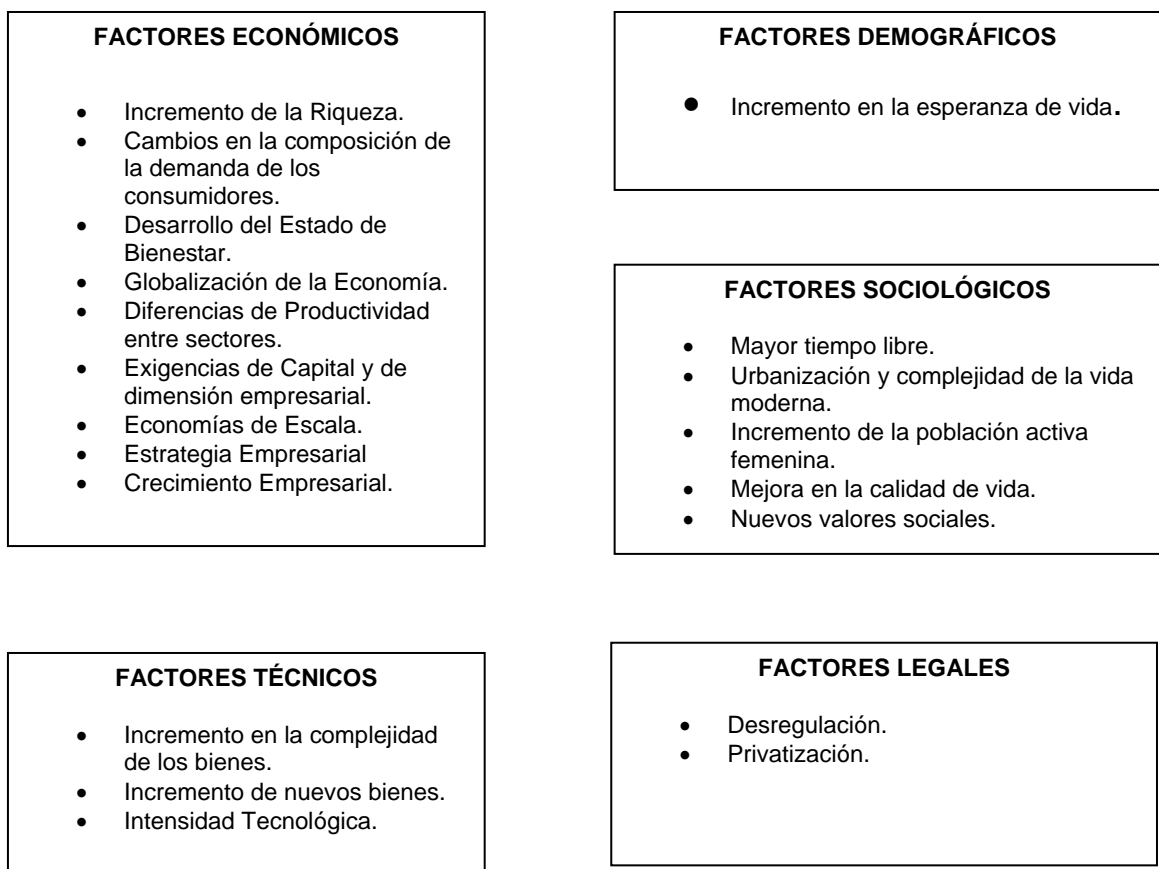 FACTORES ECONÓMICOS
• Incremento de la Riqueza.
• Cambios en la composición de
la demanda de los
consumidores.
• Desarrollo del Estado de
Bienestar.
• Globalización de la Economía.
• Diferencias de Productividad
entre sectores.
• Exigencias de Capital y de
dimensión empresarial.
• Economías de Escala.
• Estrategia Empresarial
• Crecimiento Empresarial.
FACTORES DEMOGRÁFICOS
• Incremento en la esperanza de vida.
FACTORES SOCIOLÓGICOS
• Mayor tiempo libre.
• Urbanización y complejidad de la vida
moderna.
• Incremento de la población activa
femenina.
• Mejora en la calidad de vida.
• Nuevos valores sociales.
FACTORES TÉCNICOS
• Incremento en la complejidad
de los bienes.
• Incremento de nuevos bienes.
• Intensidad Tecnológica.
FACTORES LEGALES
• Desregulación.
• Privatización.